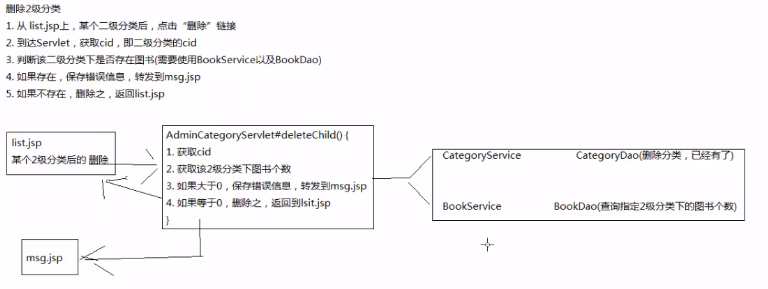 删除2级分类
1. 从 list.jsp上，某个二级分类后，点击“删除”链接
2. 到达Servlet，获取cid，即二级分类的cid
3. 判断该二级分类下是否存在图书(需要使用BookService以及BookDao)
4. 如果存在，保存错误信息，转发到msg.jsp
5. 如果不存在，删除之，返回list.jsp
list.jsp
某个2级分类后的 删除
AdminCategoryServlet#deleteChild() {
1. 获取cid
2. 获取该2级分类下图书个数
3. 如果大于0，保存错误信息，转发到msg.jsp
4. 如果等于0，删除之，返回到lsit.jsp
}
CategoryService CategoryDao(删除分类，已经有了)
BookService BookDao(查询指定2级分类下的图书个数)
msg.jsp